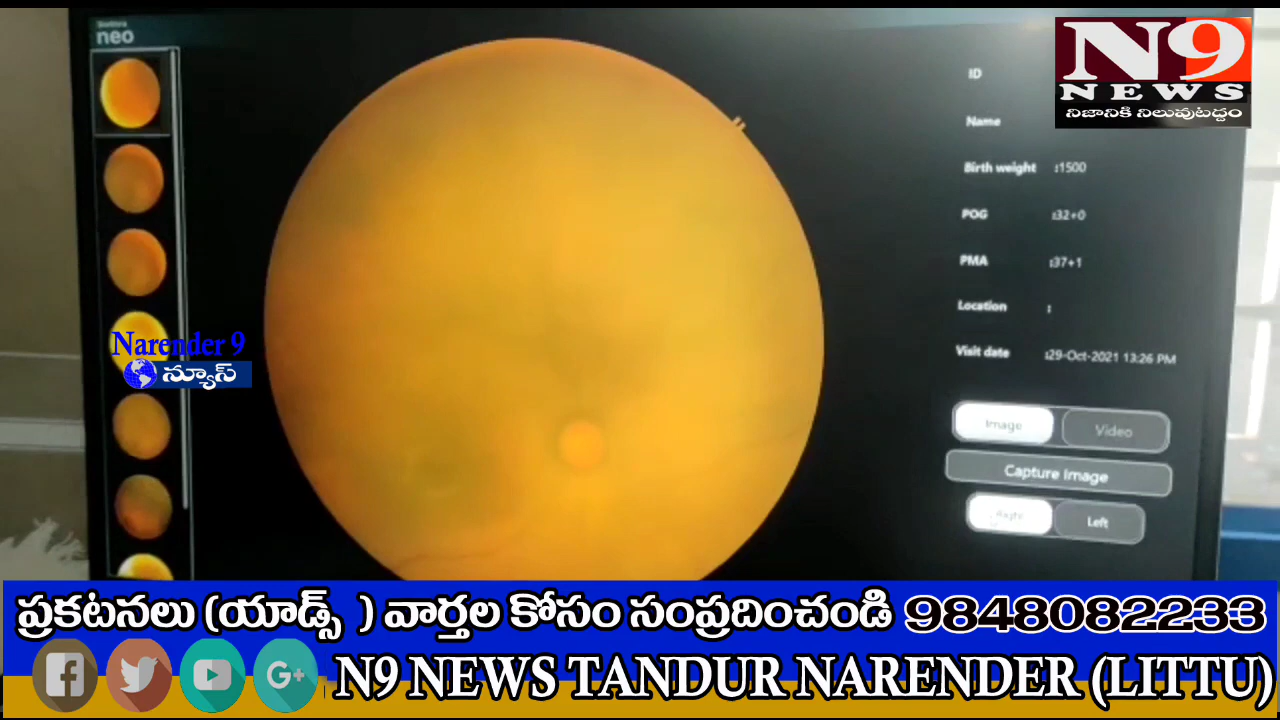 neo
N9
NEWS
నిజానికి నిలువుటద్దం
ID
Name
Birth weight :1500
POG :32+0
PMA :37+1
Location :
Visit date :29-Oct-2021 13:26 PM
Image Video
Capture Image
Right Left
Narender 9
న్యూస్
ప్రకటనలు (యాడ్స్ ) వార్తల కోసం సంప్రదించండి 9848082233
N9 NEWS TANDUR NARENDER (LITTU)